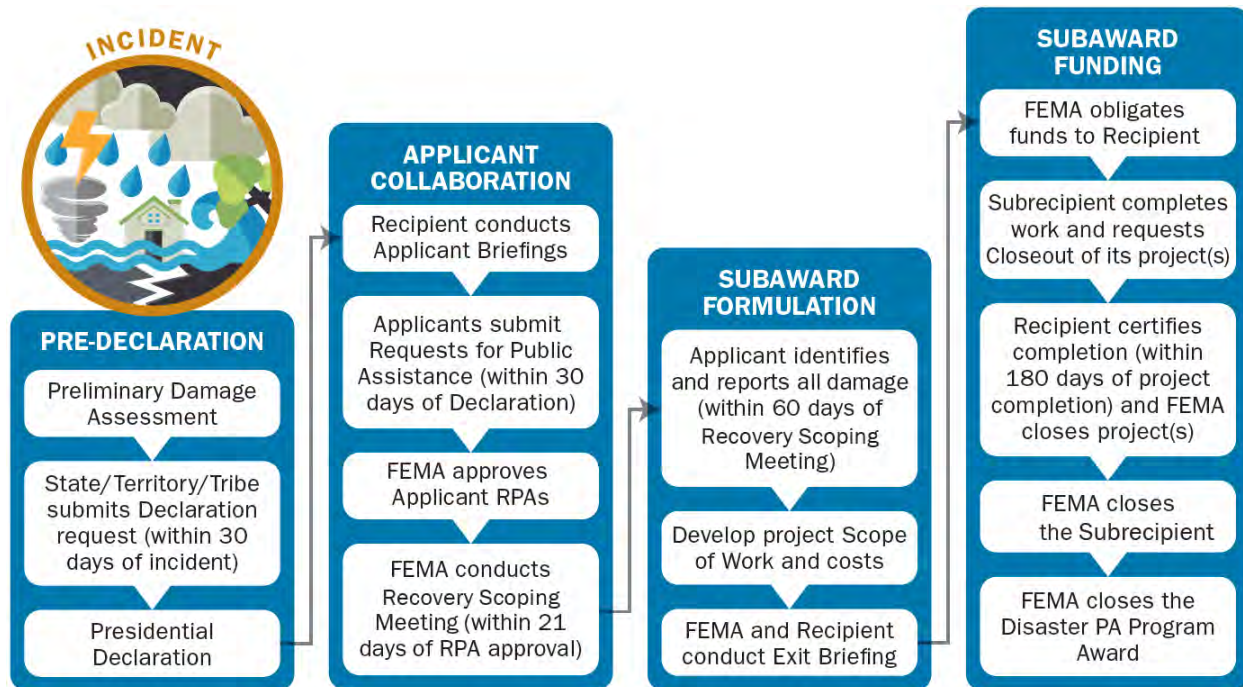 INCIDENT
PRE-DECLARATION
Preliminary Damage
Assessment
State/Territory/Tribe
submits Declaration
request (within 30
days of incident)
Presidential
Declaration
APPLICANT
COLLABORATION
Recipient conducts
Applicant Briefings
Applicants submit
Requests for Public
Assistance (within 30
days of Declaration)
FEMA approves
Applicant RPAs
FEMA conducts
Recovery Scoping
Meeting (within 21
days of RPA approval)
SUBAWARD
FORMULATION
Applicant identifies
and reports all damage
(within 60 days of
Recovery Scoping
Meeting)
Develop project Scope
of Work and costs
FEMA and Recipient
conduct Exit Briefing
SUBAWARD
FUNDING
FEMA obligates
funds to Recipient
Subrecipient completes
work and requests
Closeout of its project(s)
Recipient certifies
completion (within
180 days of project
completion) and FEMA
closes project(s)
FEMA closes
the Subrecipient
FEMA closes the
Disaster PA Program
Award